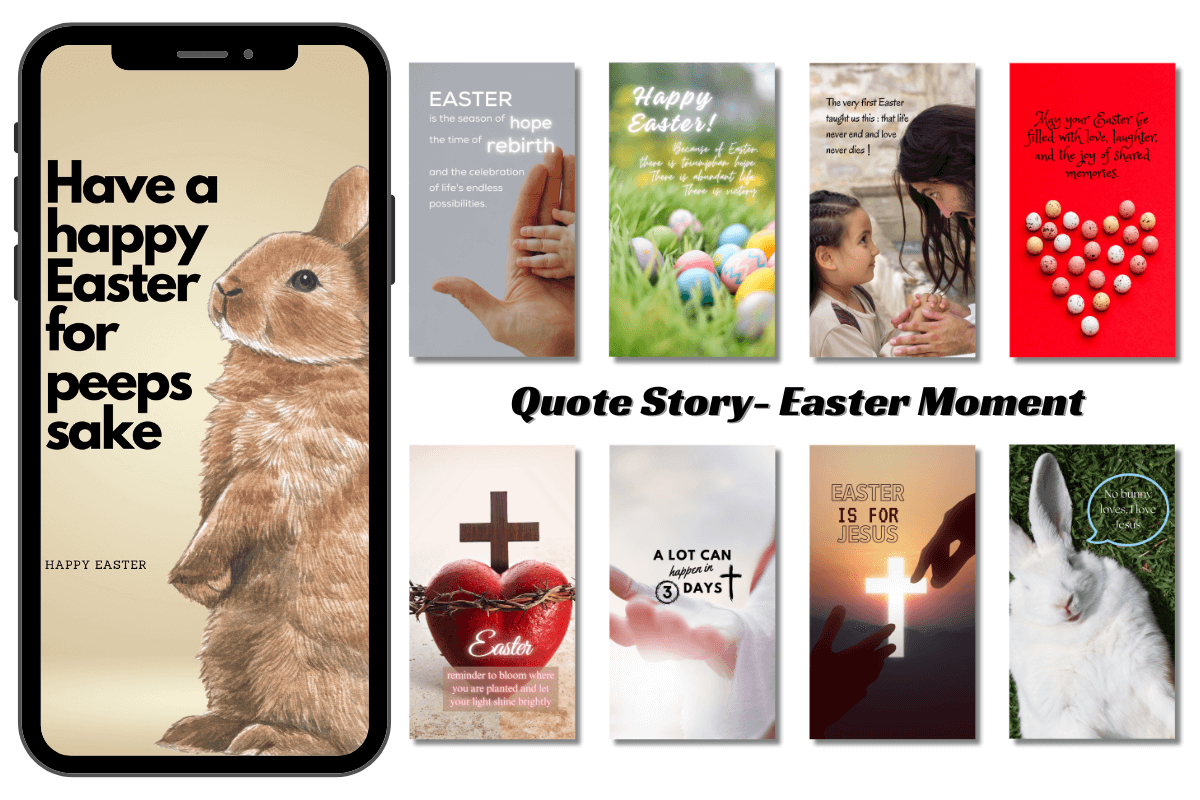 Have a
happy
Easter
for
peeps
sake
HAPPY EASTER
EASTER
is the season of hope
the time of rebirth
and the celebration
of life's endless
possibilities.
Happy
Easter!
Because of Easter
there is triumphan hope.
There is abundant life.
There is victory
The very first Easter
taught us this : that life
never end and love
never dies !
May your Easter be
filled with love, laughter,
and the joy of shared
memories.
Quote Story- Easter Moment
Easter
reminder to bloom where
you are planted and let
your light shine brightly
A LOT CAN
happen in
3 DAYS
EASTER
IS FOR
JESUS
No bunny
loves, I love
Jesus